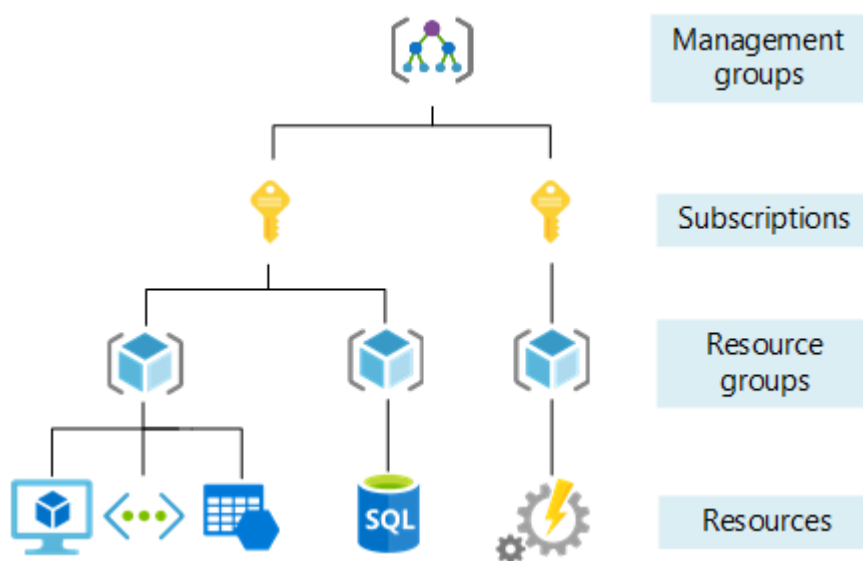 Management
groups
Subscriptions
Resource
groups
SQL
Resources